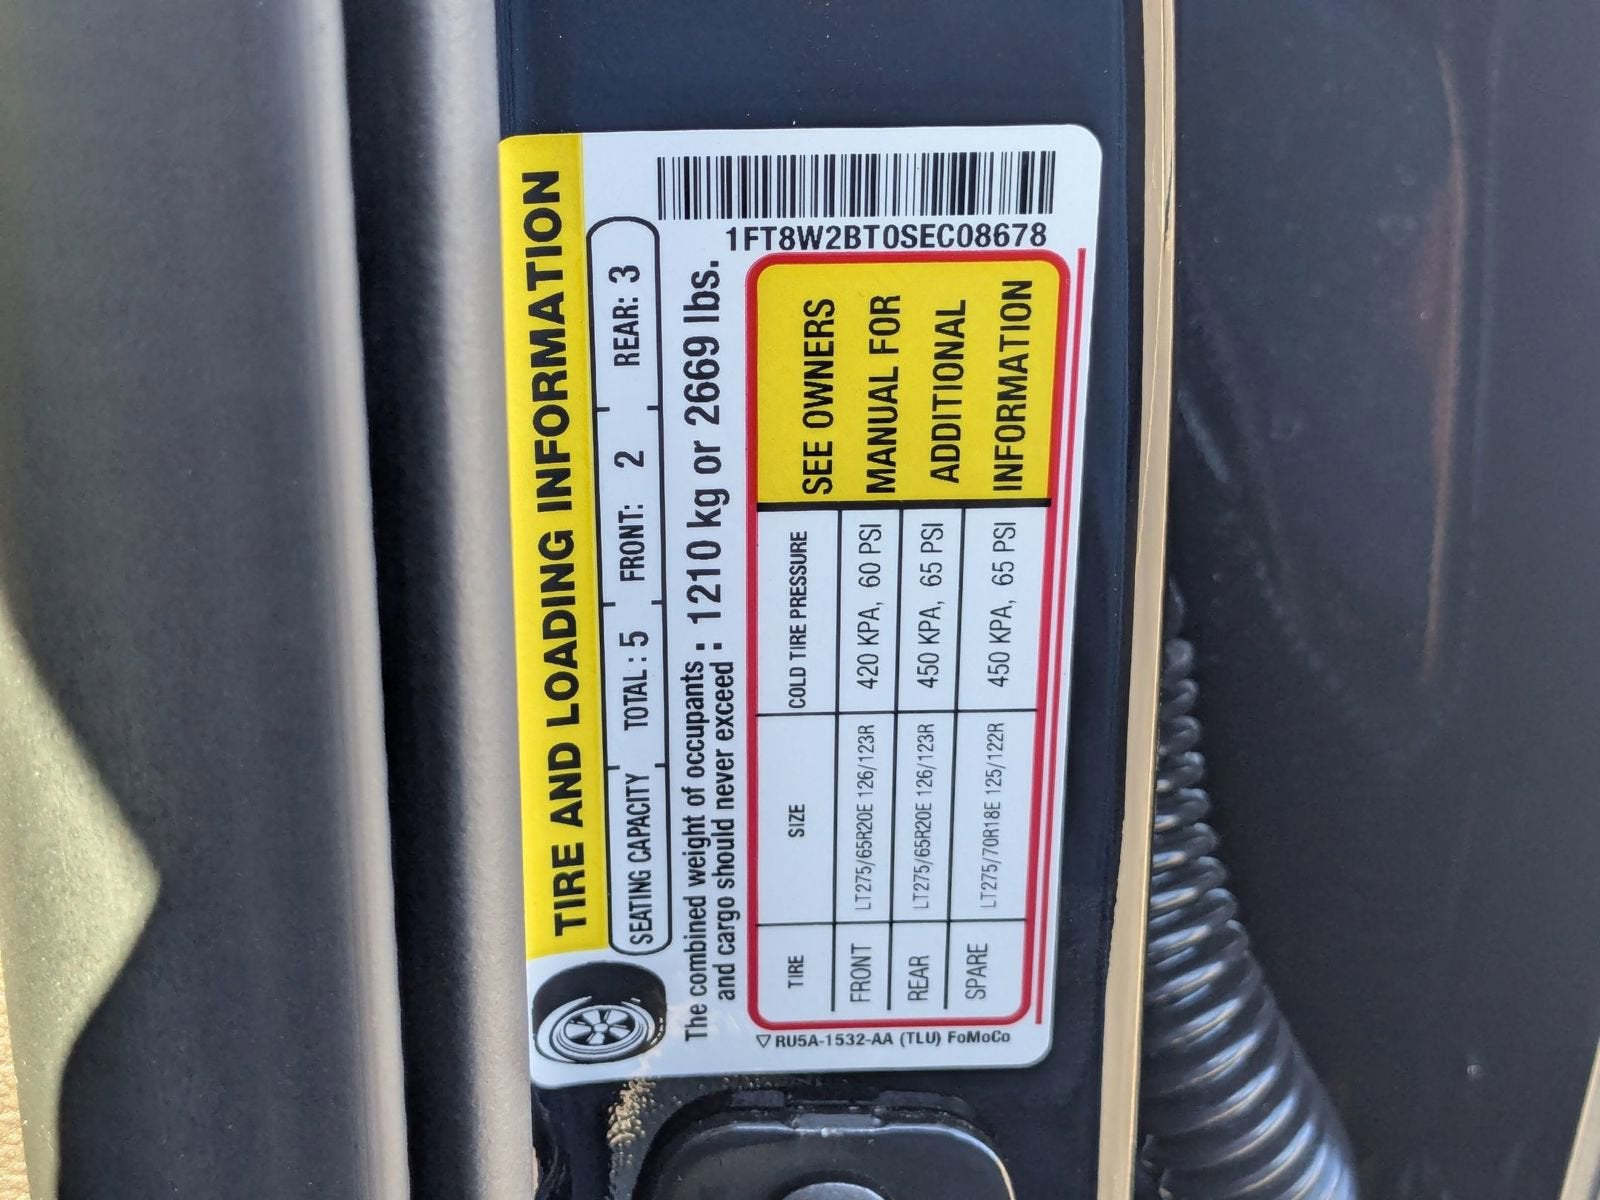 TIRE AND LOADING INFORMATION
SEATING CAPACITY TOTAL : 5 FRONT: 2 REAR: 3
The combined weight of occupants
and cargo should never exceed : 1210 kg or 2669 lbs.
1FT8W2BT0SEC08678
TIRE SIZE COLD TIRE PRESSURE
FRONT LT275/65R20E 126/123R 420 KPA, 60 PSI
REAR LT275/65R20E 126/123R 450 KPA, 65 PSI
SPARE LT275/70R18E 125/122R 450 KPA, 65 PSI
SEE OWNERS
MANUAL FOR
ADDITIONAL
INFORMATION
RU5A-1532-AA (TLU) FoMoCo